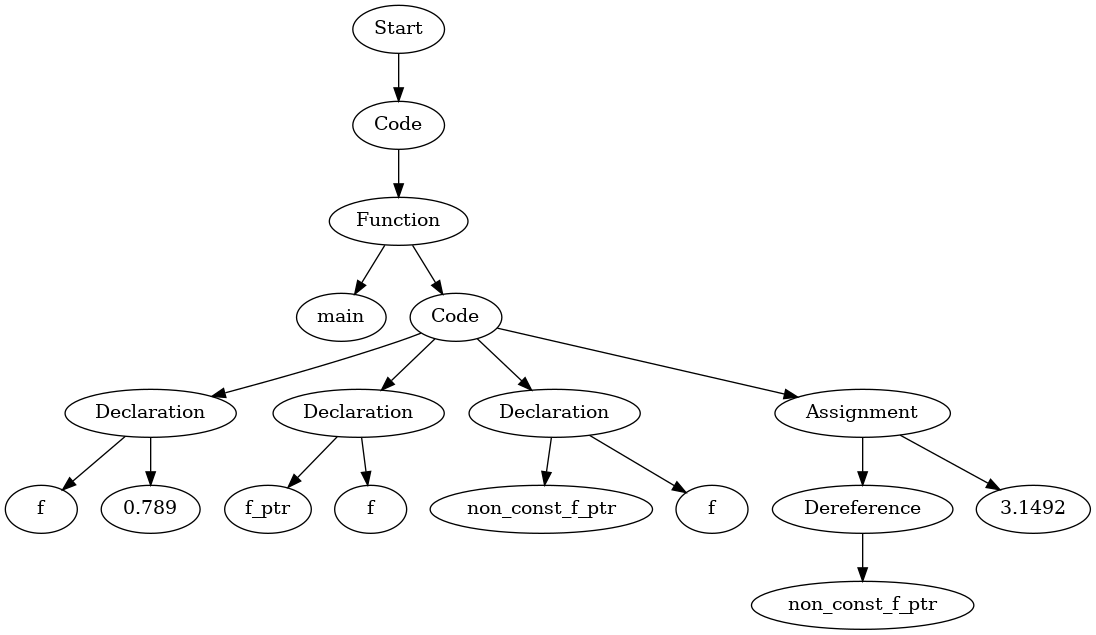 Start
Code
Function
main
Code
Declaration
Declaration
Declaration
Assignment
f
0.789
f_ptr
f
non_const_f_ptr
f
Dereference
3.1492
non_const_f_ptr